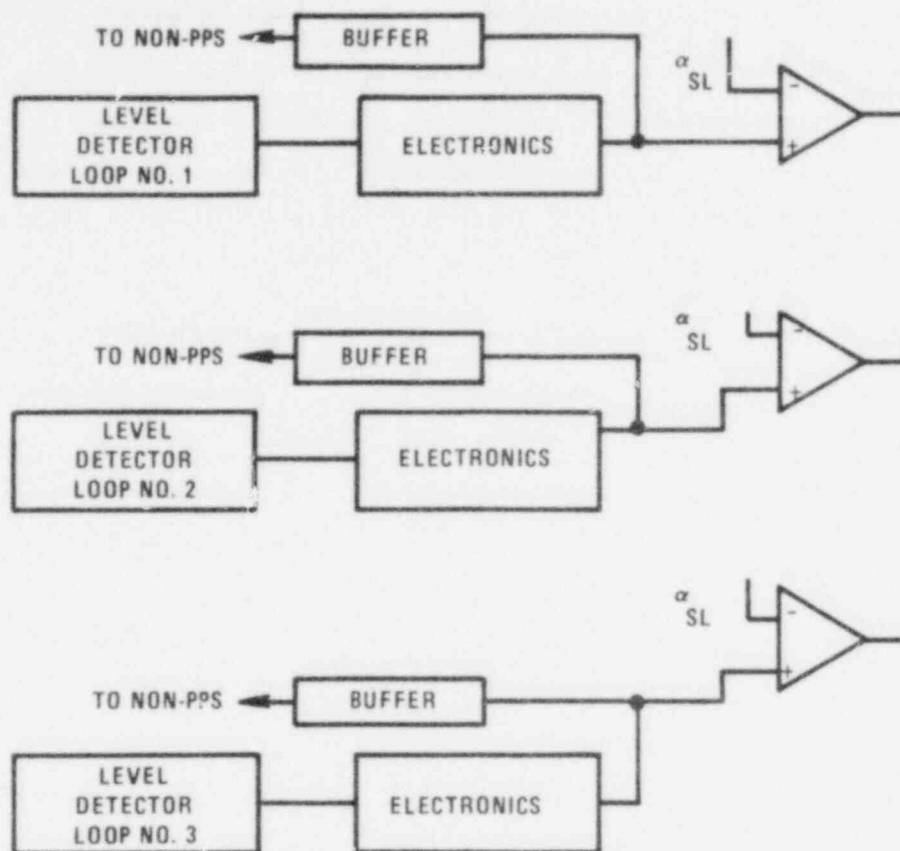 TO NON-PPS
BUFFER
α
SL
-
LEVEL
DETECTOR
LOOP NO. 1
ELECTRONICS
+
TO NON-PPS
BUFFER
α
SL
-
+
LEVEL
DETECTOR
LOOP NO. 2
ELECTRONICS
α
SL
-
+
TO NON-PPS
BUFFER
LEVEL
DETECTOR
LOOP NO. 3
ELECTRONICS